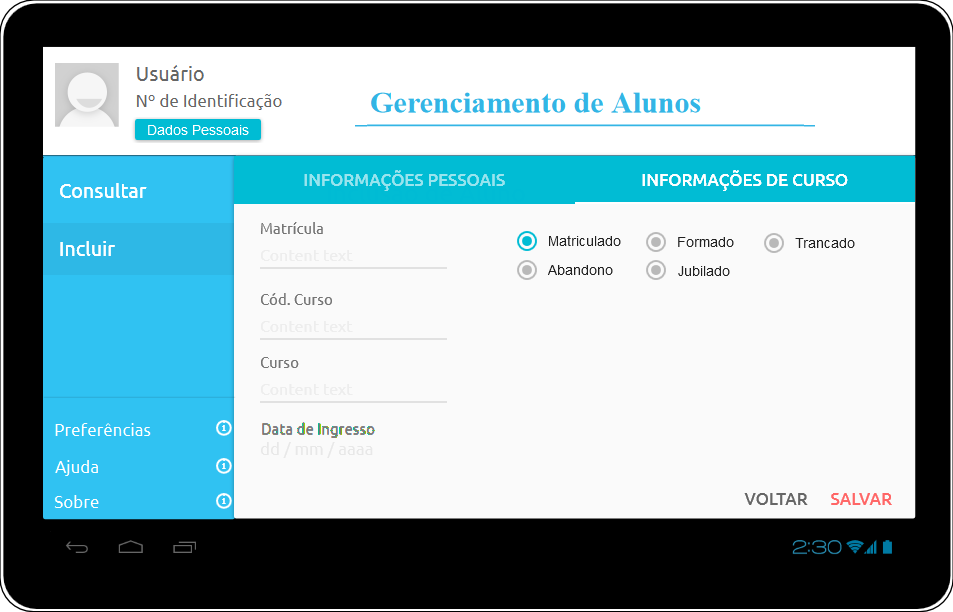 Usuário
Nº de Identificação
Dados Pessoais
Gerenciamento de Alunos
Consultar
Incluir
Preferências
Ajuda
Sobre
INFORMAÇÕES PESSOAIS
INFORMAÇÕES DE CURSO
Matrícula
Content text
Cód. Curso
Content text
Curso
Content text
Data de Ingresso
dd / mm / aaaa
Matriculado
Formado
Trancado
Abandono
Jubilado
VOLTAR
SALVAR
2:30